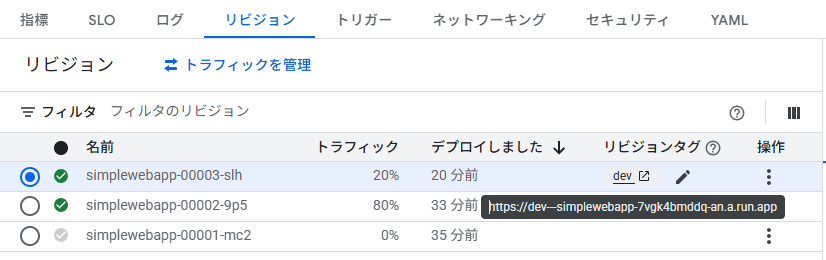 指標 SLO ログ リビジョン トリガー ネットワーキング セキュリティ YAML
リビジョン トラフィックを管理
フィルタ フィルタのリビジョン
名前 トラフィック デプロイしました リビジョンタグ 操作
simplewebapp-00003-slh 20% 20 分前 dev
simplewebapp-00002-9p5 80% 33 分前 https://dev---simplewebapp-7vgk4bmddq-an.a.run.app
simplewebapp-00001-mc2 0% 35 分前